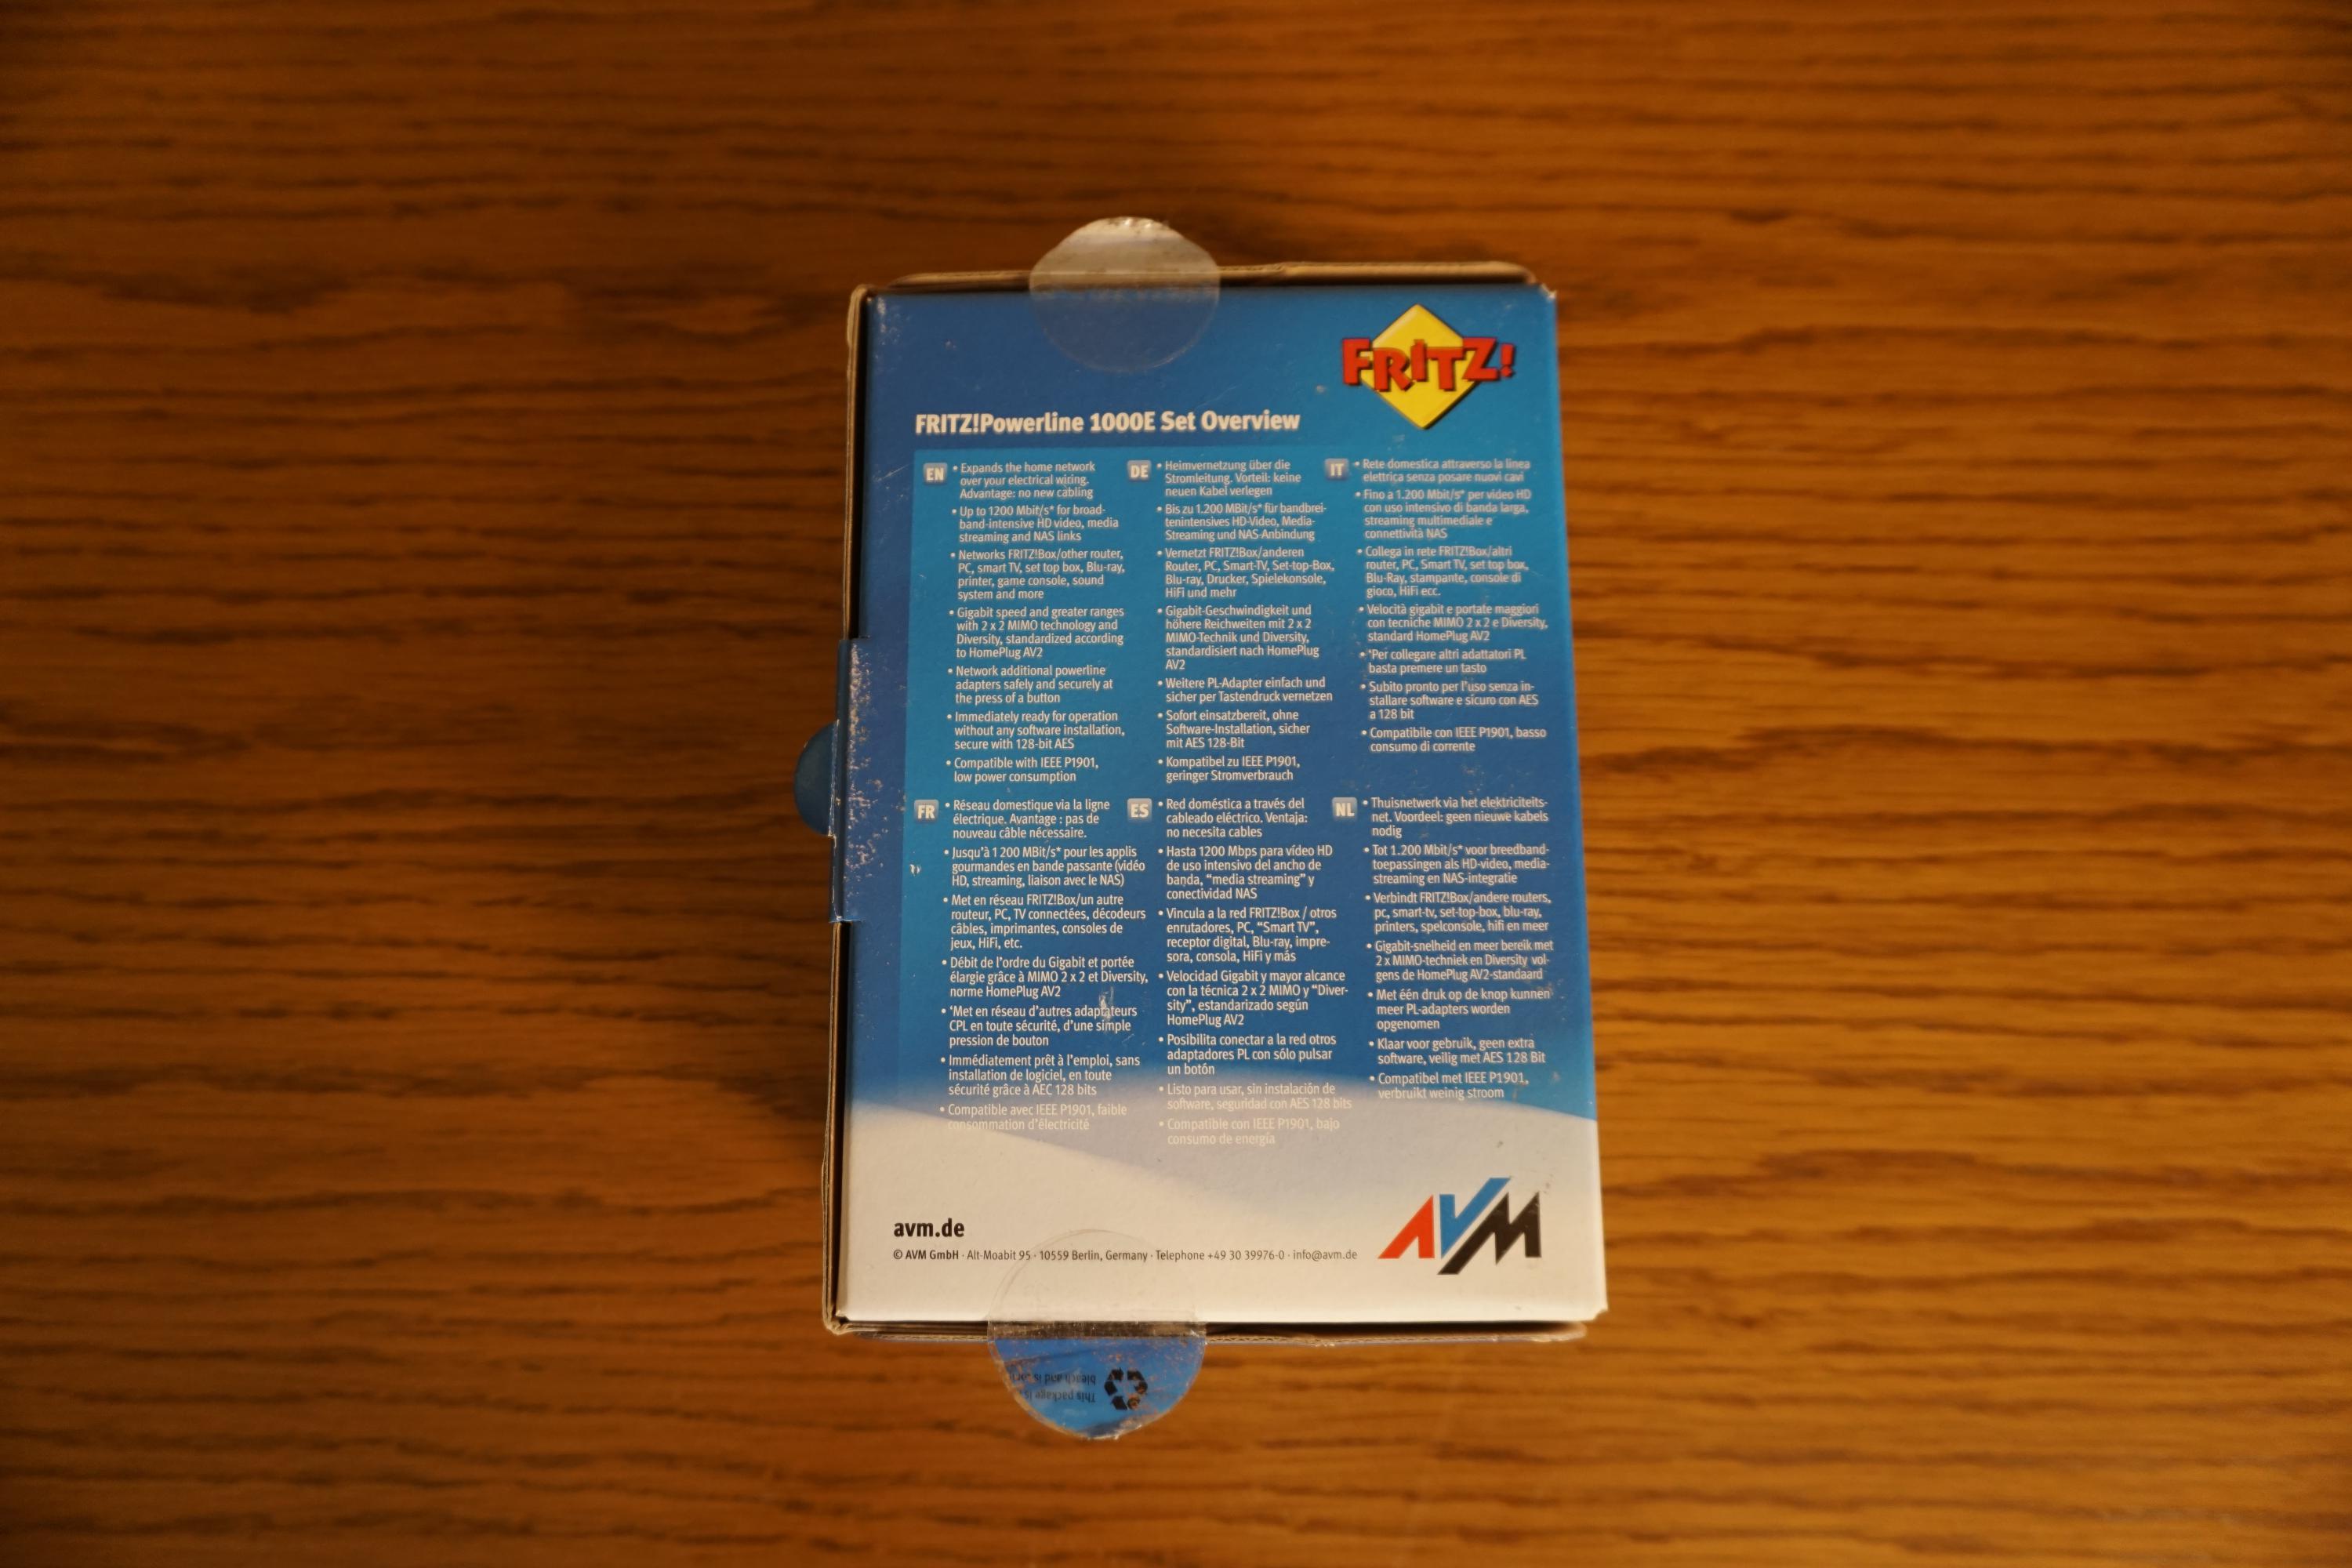 FRITZ!
FRITZ!Powerline 1000E Set Overview
EN
• Expands the home network
over your electrical wiring.
Advantage: no new cabling
• Up to 1200 Mbit/s* for broad-
band-intensive HD video, media
streaming and NAS links
• Networks FRITZ!Box/other router,
PC, smart TV, set top box, Blu-ray,
printer, game console, sound
system and more
• Gigabit speed and greater ranges
with 2 x 2 MIMO technology and
Diversity, standardized according
to HomePlug AV2
• Network additional powerline
adapters safely and securely at
the press of a button
• Immediately ready for operation
without any software installation,
secure with 128-bit AES
• Compatible with IEEE P1901,
low power consumption
DE
• Heimvernetzung über die
Stromleitung. Vorteil: keine
neuen Kabel verlegen
• Bis zu 1.200 MBit/s* für bandbrei-
tenintensives HD-Video, Media-
Streaming und NAS-Anbindung
• Vernetzt FRITZ!Box/anderen
Router, PC, Smart-TV, Set-top-Box,
Blu-ray, Drucker, Spielekonsole,
HiFi und mehr
• Gigabit-Geschwindigkeit und
höhere Reichweiten mit 2 x 2
MIMO-Technik und Diversity,
standardisiert nach HomePlug
AV2
• Weitere PL-Adapter einfach und
sicher per Tastendruck vernetzen
• Sofort einsatzbereit, ohne
Software-Installation, sicher
mit AES 128-Bit
• Kompatibel zu IEEE P1901,
geringer Stromverbrauch
IT
• Rete domestica attraverso la linea
elettrica senza posare nuovi cavi
• Fino a 1.200 Mbit/s* per video HD
con uso intensivo di banda larga,
streaming multimediale e
connettività NAS
• Collega in rete FRITZ!Box/altri
router, PC, Smart TV, set top box,
Blu-Ray, stampante, console di
gioco, HiFi ecc.
• Velocità gigabit e portate maggiori
con tecniche MIMO 2 x 2 e Diversity,
standard HomePlug AV2
• 'Per collegare altri adattatori PL
basta premere un tasto
• Subito pronto per l'uso senza in-
stallare software e sicuro con AES
a 128 bit
• Compatibile con IEEE P1901, basso
consumo di corrente
FR
• Réseau domestique via la ligne
électrique. Avantage : pas de
nouveau câble nécessaire.
• Jusqu'à 1 200 MBit/s* pour les applis
gourmandes en bande passante (vidéo
HD, streaming, liaison avec le NAS)
• Met en réseau FRITZ!Box/un autre
routeur, PC, TV connectées, décodeurs
câbles, imprimantes, consoles de
jeux, HiFi, etc.
• Débit de l'ordre du Gigabit et portée
élargie grâce à MIMO 2 x 2 et Diversity,
norme HomePlug AV2
• 'Met en réseau d'autres adaptateurs
CPL en toute sécurité, d'une simple
pression de bouton
• Immédiatement prêt à l'emploi, sans
installation de logiciel, en toute
sécurité grâce à AEC 128 bits
• Compatible avec IEEE P1901, faible
consommation d'électricité
ES
• Red doméstica a través del
cableado eléctrico. Ventaja:
no necesita cables
• Hasta 1200 Mbps para vídeo HD
de uso intensivo del ancho de
banda, "media streaming" y
conectividad NAS
• Vincula a la red FRITZ!Box / otros
enrutadores, PC, "Smart TV",
receptor digital, Blu-ray, impre-
sora, consola, HiFi y más
• Velocidad Gigabit y mayor alcance
con la técnica 2 x 2 MIMO y "Diver-
sity", estandarizado según
HomePlug AV2
• Posibilita conectar a la red otros
adaptadores PL con sólo pulsar
un botón
• Listo para usar, sin instalación de
software, seguridad con AES 128 bits
• Compatible con IEEE P1901, bajo
consumo de energía
NL
• Thuisnetwerk via het elektriciteits-
net. Voordeel: geen nieuwe kabels
nodig
• Tot 1.200 Mbit/s* voor breedband-
toepassingen als HD-video, media-
streaming en NAS-integratie
• Verbindt FRITZ!Box/andere routers,
pc, smart-tv, set-top-box, blu-ray,
printers, spelconsole, hifi en meer
• Gigabit-snelheid en meer bereik met
2 x MIMO-techniek en Diversity vol-
gens de HomePlug AV2-standaard
• Met één druk op de knop kunnen
meer PL-adapters worden
opgenomen
• Klaar voor gebruik, geen extra
software, veilig met AES 128 Bit
• Compatibel met IEEE P1901,
verbruikt weinig stroom
avm.de
© AVM GmbH · Alt-Moabit 95 · 10559 Berlin, Germany · Telephone +49 30 39976-0 · info@avm.de
AVM
This package is
bleach and is